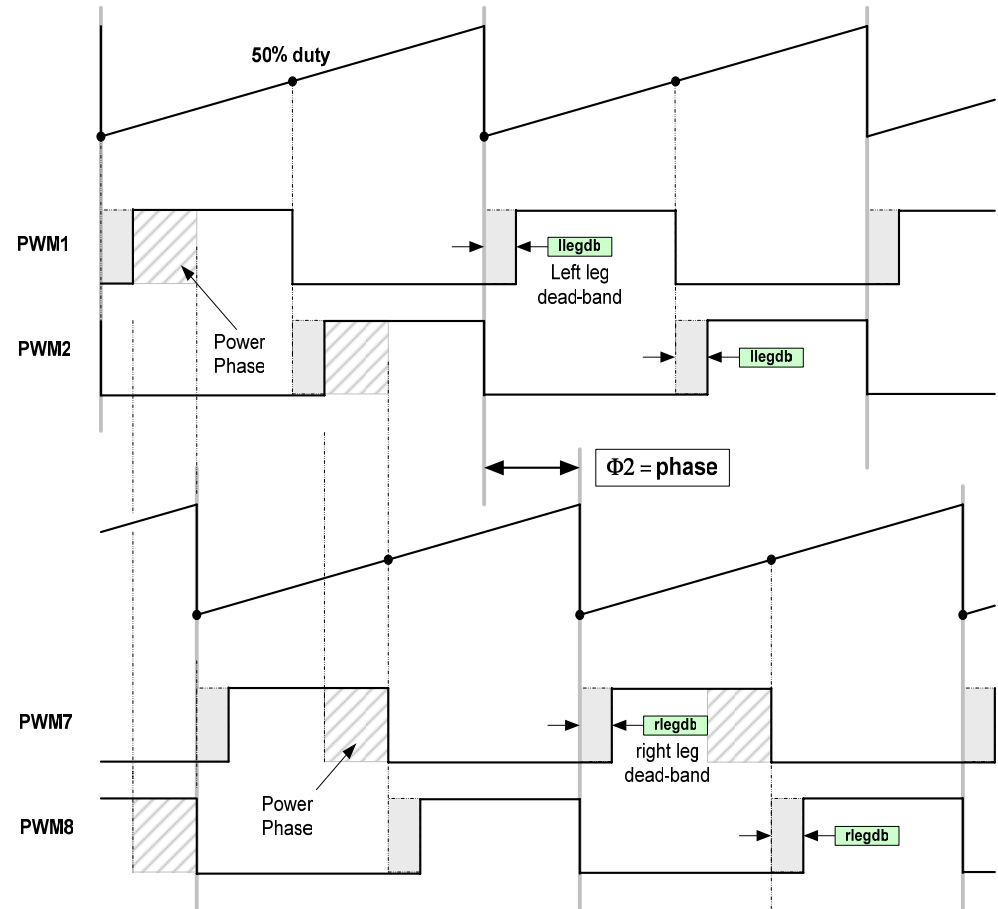 50% duty
PWM1
llegdb
Left leg
dead-band
Power
Phase
PWM2
llegdb
Φ2 = phase
PWM7
rlegdb
right leg
dead-band
Power
Phase
PWM8
rlegdb